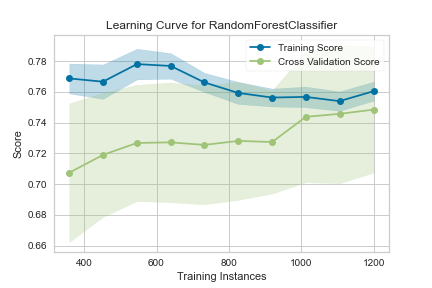 Learning Curve for RandomForestClassifier
Training Score
Cross Validation Score
Score
0.78
0.76
0.74
0.72
0.70
0.68
0.66
400
600
800
1000
1200
Training Instances